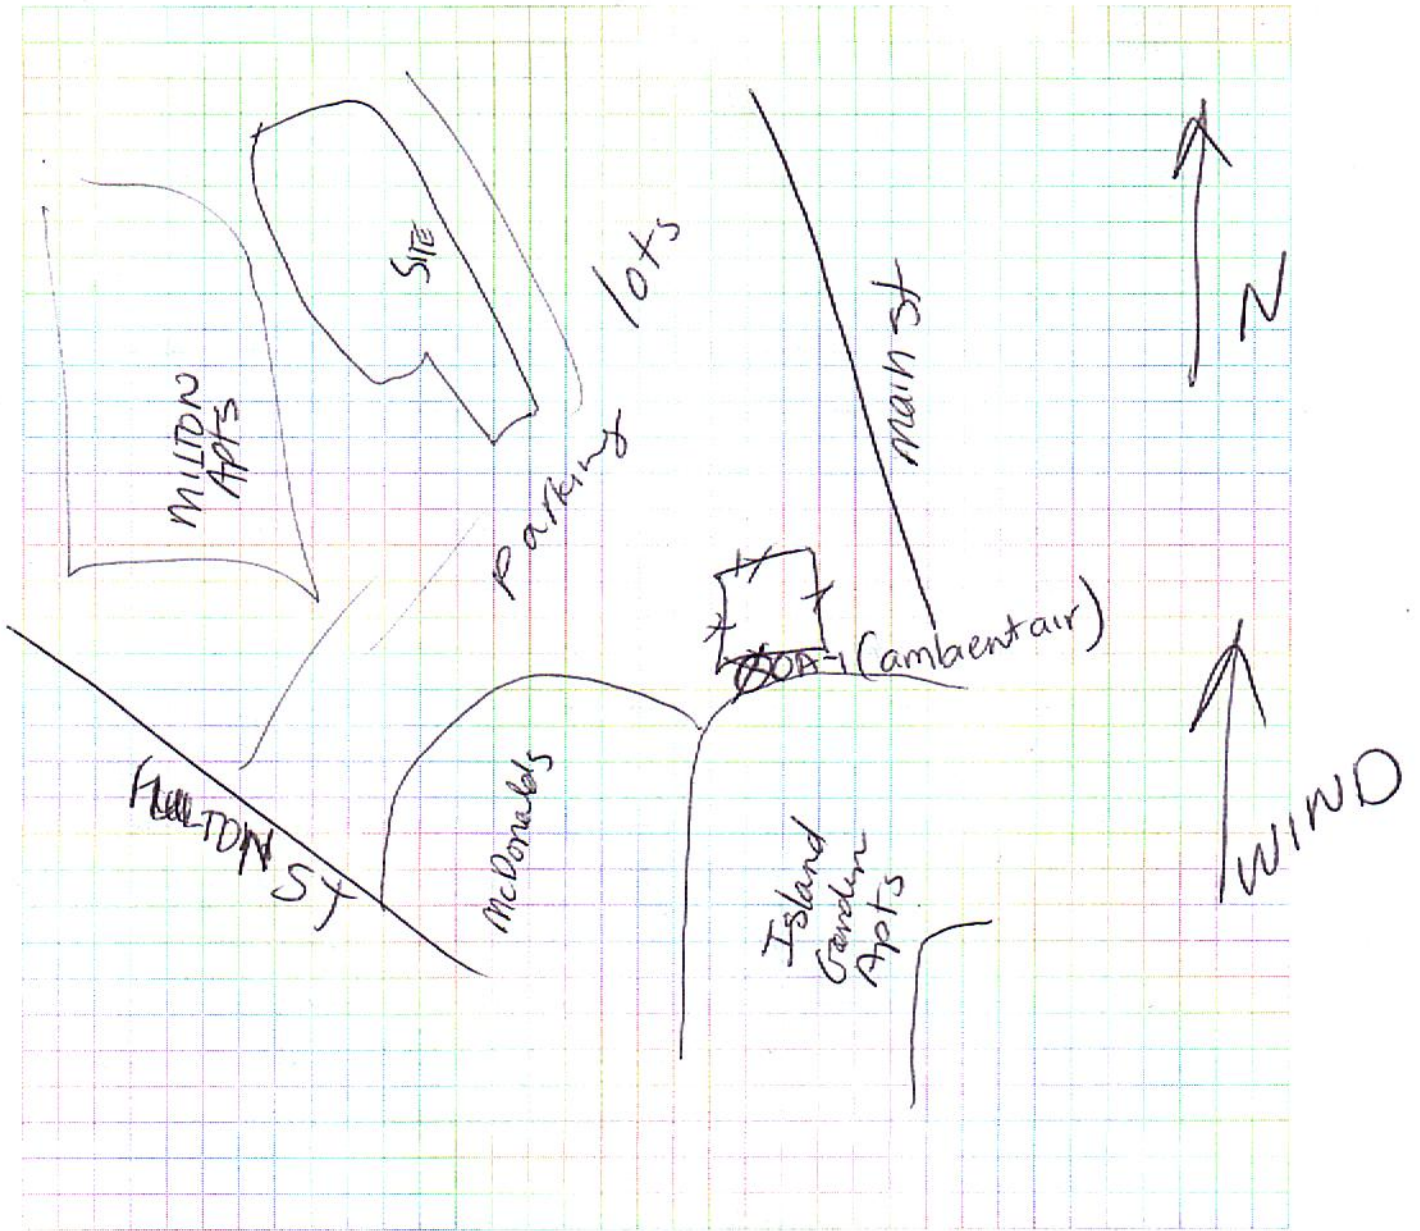 SITE
lots
main st
N
MILTON
Apts
Parking
OA-1 (ambient air)
FULTON ST
McDonalds
Island
Garden
Apts
WIND